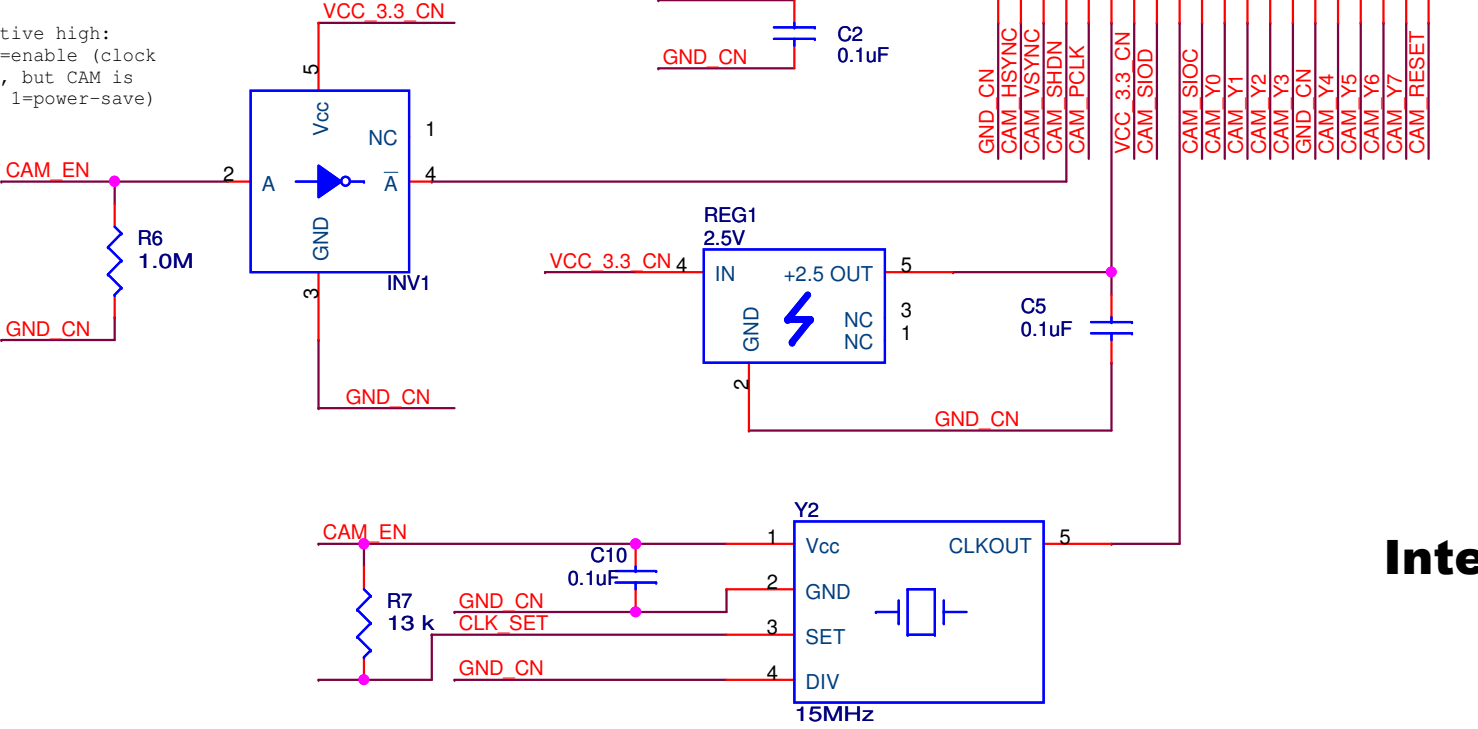 tive high:
=enable (clock
, but CAM is
1=power-save)
VCC_3.3_CN
5
Vcc
NC
1
CAM_EN
2
A
A
4
GND
3
INV1
R6
1.0M
GND_CN
GND_CN
C2
0.1uF
GND_CN
GND_CN
CAM_HSYNC
CAM_VSYNC
CAM_SHDN
CAM_PCLK
VCC_3.3_CN
CAM_SIOD
CAM_SIOC
CAM_Y0
CAM_Y1
CAM_Y2
CAM_Y3
GND_CN
CAM_Y4
CAM_Y5
CAM_Y6
CAM_Y7
CAM_RESET
REG1
2.5V
VCC_3.3_CN
4
IN
+2.5 OUT
5
GND
NC
3
NC
1
2
C5
0.1uF
GND_CN
Y2
CAM_EN
1
Vcc
CLKOUT
5
C10
0.1uF
2
GND
R7
13 k
GND_CN
CLK_SET
3
SET
GND_CN
4
DIV
15MHz
Inte